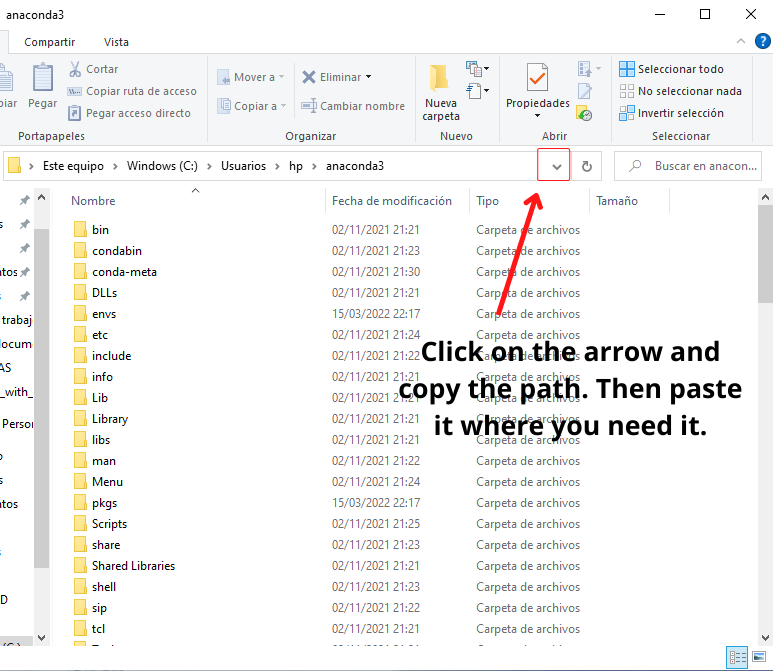 anaconda3
Compartir Vista
Cortar
Copiar ruta de acceso
Pegar acceso directo
Pegar
Portapapeles
Mover a
Copiar a
Eliminar
Cambiar nombre
Organizar
Nueva
carpeta
Nuevo
Propiedades
Abrir
Seleccionar todo
No seleccionar nada
Invertir selección
Seleccionar
Este equipo > Windows (C:) > Usuarios > hp > anaconda3
Buscar en anacon...
Nombre Fecha de modificación Tipo Tamaño
bin 02/11/2021 21:21 Carpeta de archivos
condabin 02/11/2021 21:23 Carpeta de archivos
conda-meta 02/11/2021 21:30 Carpeta de archivos
DLLs 02/11/2021 21:21 Carpeta de archivos
envs 15/03/2022 22:17 Carpeta de archivos
etc 02/11/2021 21:24 Carpeta de archivos
include 02/11/2021 21:22 Carpeta de archivos
info 02/11/2021 21:21 Carpeta de archivos
Lib 02/11/2021 21:21 Carpeta de archivos
Library 02/11/2021 21:21 Carpeta de archivos
libs 02/11/2021 21:21 Carpeta de archivos
man 02/11/2021 21:22 Carpeta de archivos
Menu 02/11/2021 21:24 Carpeta de archivos
pkgs 15/03/2022 22:17 Carpeta de archivos
Scripts 02/11/2021 21:25 Carpeta de archivos
share 02/11/2021 21:23 Carpeta de archivos
Shared Libraries 02/11/2021 21:21 Carpeta de archivos
shell 02/11/2021 21:23 Carpeta de archivos
sip 02/11/2021 21:22 Carpeta de archivos
tcl 02/11/2021 21:21 Carpeta de archivos
Click on the arrow and
copy the path. Then paste
it where you need it.